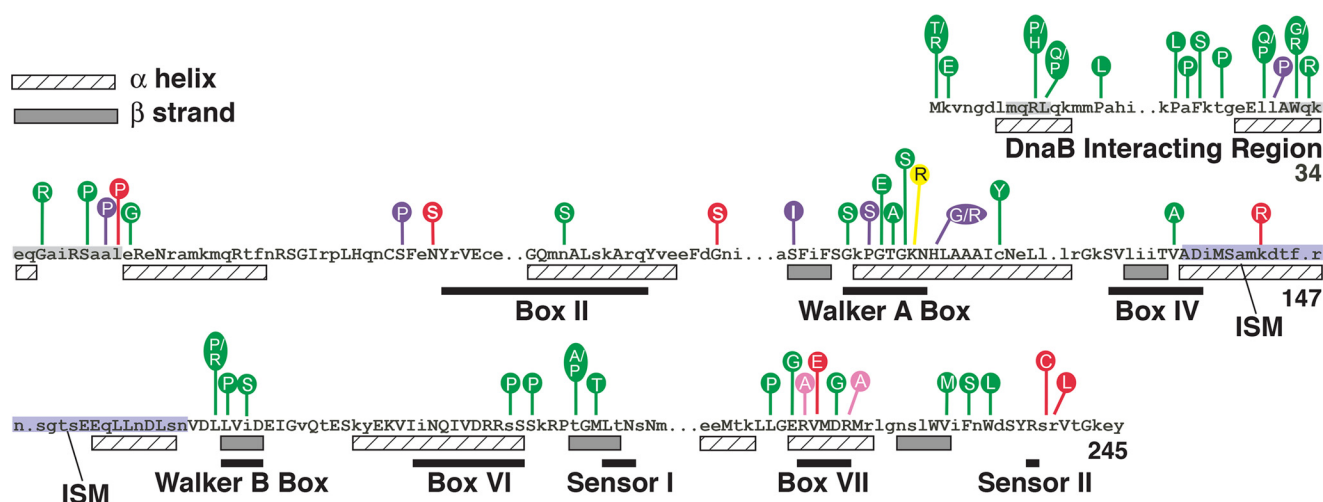 T/R E P/H Q/P L L P S P Q/P P G/R R
α helix
β strand
MkvngdlmqRLqkmmPahi..kPaFktgeEllAWqk
DnaB Interacting Region
34
R P P P G P S S S I S S E A S R G/R Y A R
eqGaiRSaaleReNramkmqRtfnRSGIrpLHqnCSFeNYrVEce..GQmnALskArqYveeFdGni...aSFiFSGkPGTGKNHLAAAIcNeLl.lrGkSVliiTVADiMSamkdtf.r
Box II
Walker A Box
Box IV
ISM
147
P/R P S P P A/P T P G A E G A M S L C L
n.sgtsEEqLLnDLsnVDLLViDEIGVQtESkyEKVIiNQIVDRRsSSkRPtGMLtNsNm...eeMtkLLGERVMDRMrlgnslWViFnWdSYRsrVtGkey
ISM
Walker B Box
Box VI
Sensor I
Box VII
Sensor II
245